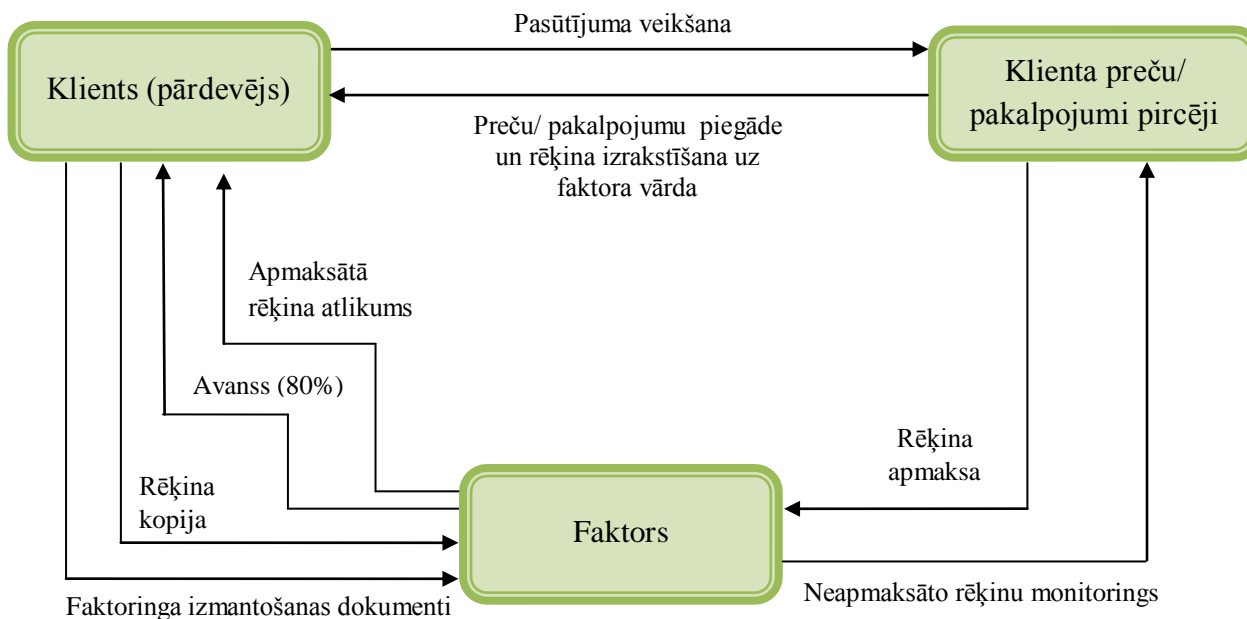 Pasūtījuma veikšana
Klients (pārdevējs)
Klienta preču/
pakalpojumi pircēji
Preču/ pakalpojumu piegāde
un rēķina izrakstīšana uz
faktora vārda
Apmaksātā
rēķina atlikums
Avanss (80%)
Rēķina
apmaksa
Rēķina
kopija
Faktors
Faktoringa izmantošanas dokumenti
Neapmaksāto rēķinu monitorings